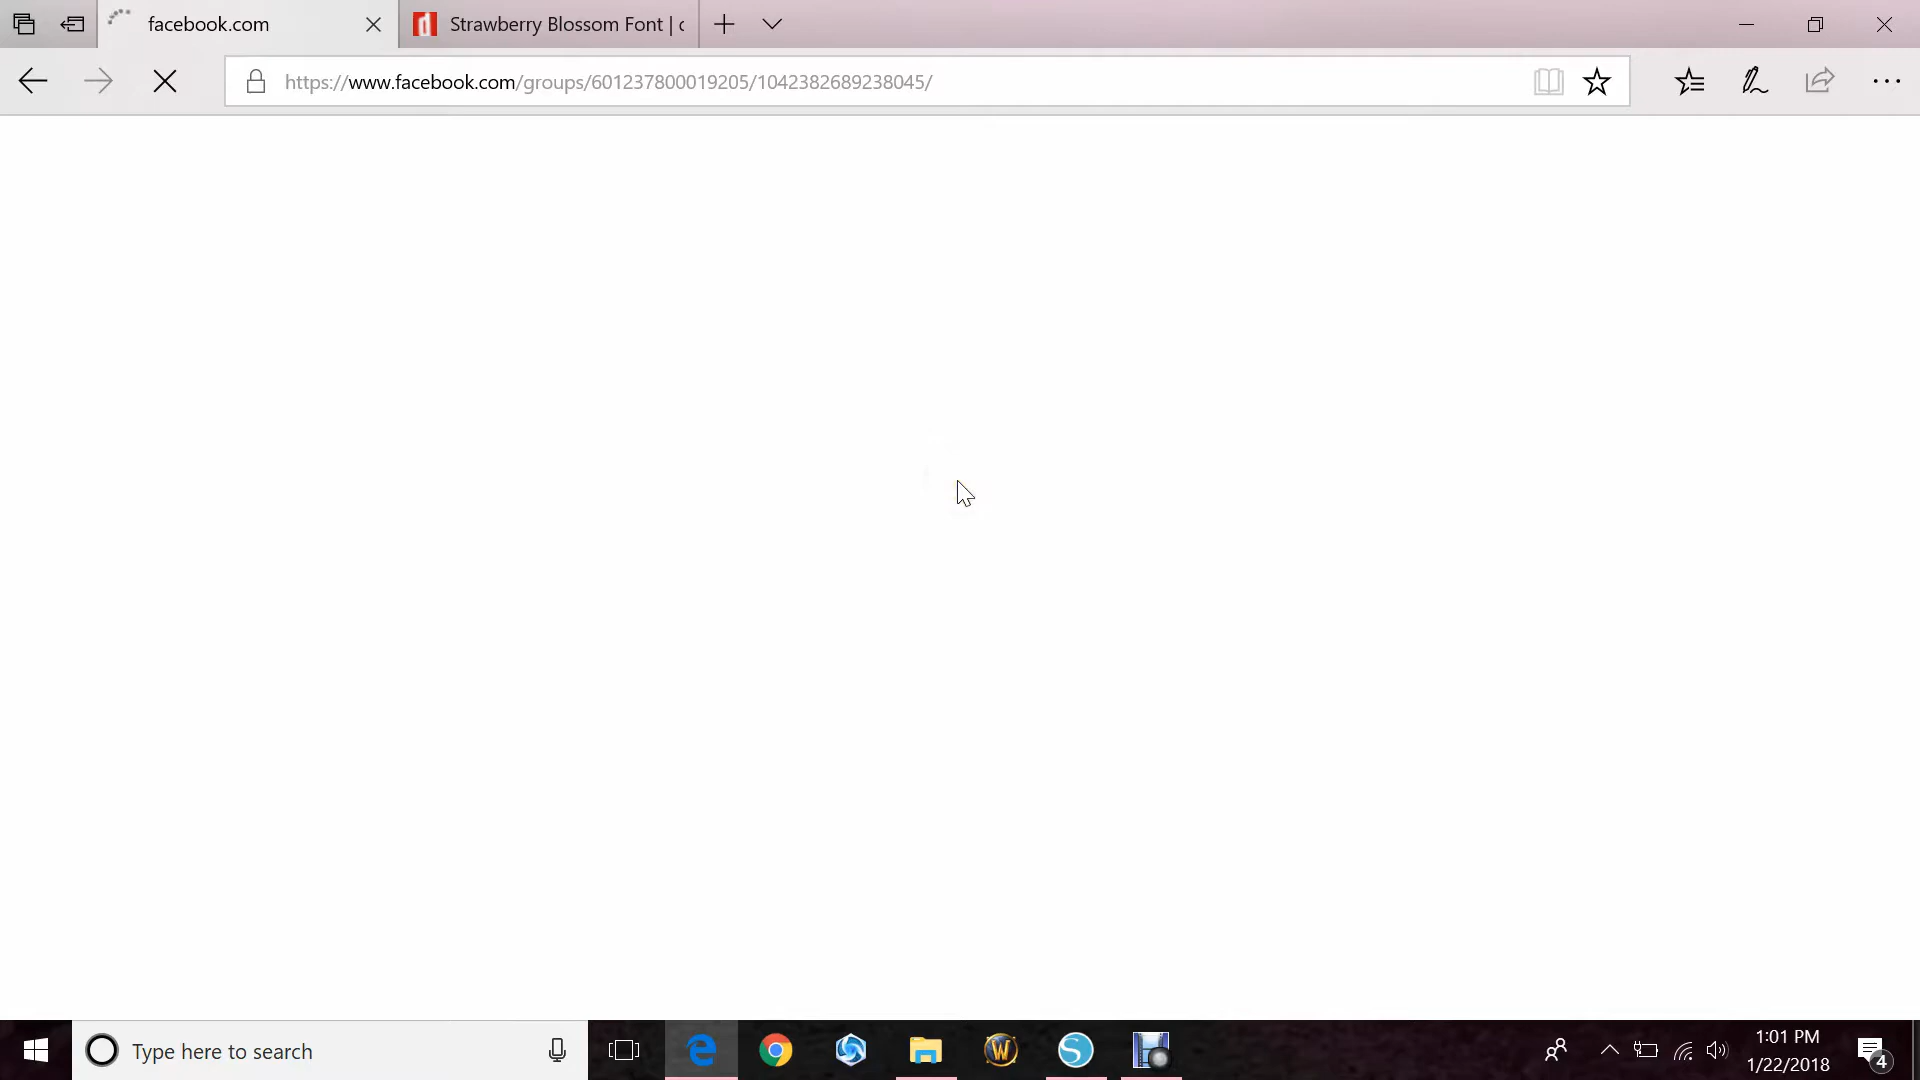 facebook.com
Strawberry Blossom Font |
https://www.facebook.com/groups/601237800019205/1042382689238045/
Type here to search
1:01 PM
1/22/2018
4